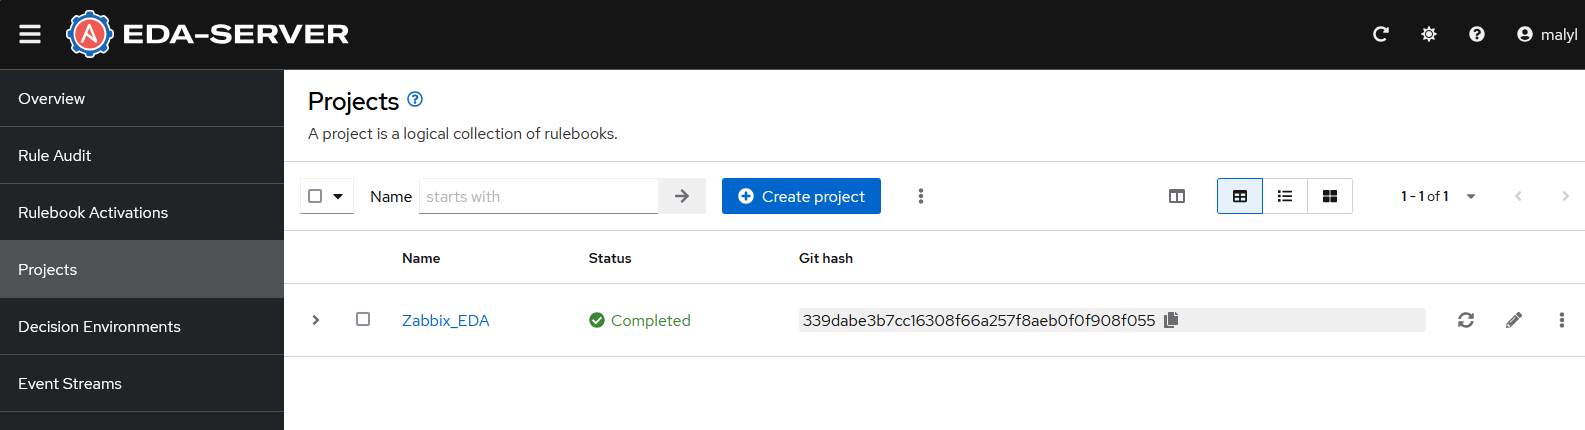 EDA-SERVER
malyl
Overview
Rule Audit
Rulebook Activations
Projects
Decision Environments
Event Streams
Projects
A project is a logical collection of rulebooks.
Name starts with Create project 1 - 1 of 1
Name Status Git hash
Zabbix_EDA Completed 339dabe3b7cc16308f66a257f8aeb0f0f908f055